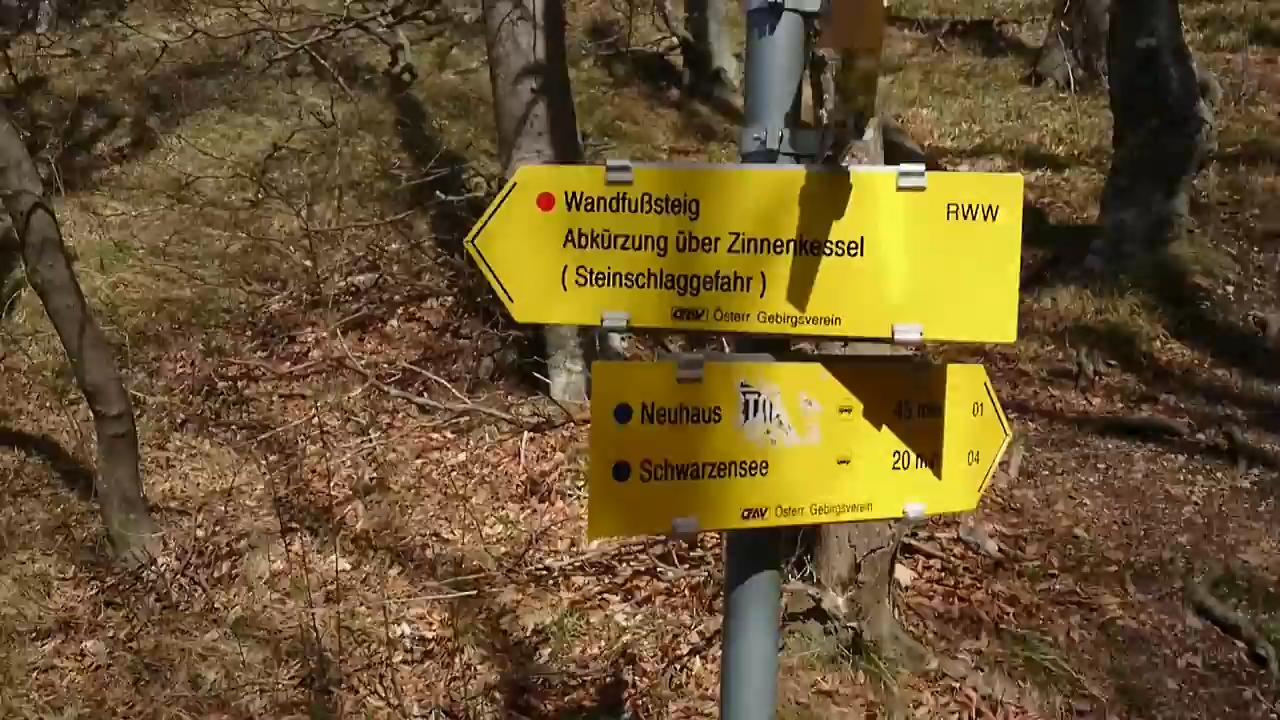 Wandfußsteig RWW
Abkürzung über Zinnenkessel
( Steinschlaggefahr )
ÖGV Österr. Gebirgsverein
Neuhaus 45 min 01
Schwarzensee 20 min 04
Österr. Gebirgsverein